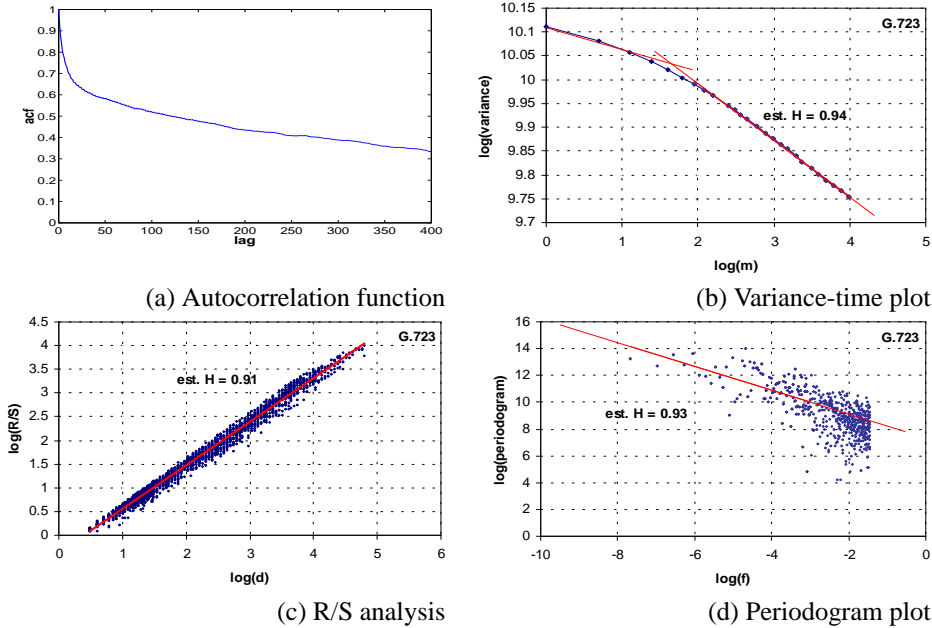 1
0.9
0.8
0.7
0.6
0.5
0.4
0.3
0.2
0.1
0
acf
0 50 100 150 200 250 300 350 400
lag
(a) Autocorrelation function
10.15
10.1
10.05
10
9.95
9.9
9.85
9.8
9.75
9.7
log(variance)
G.723
est. H = 0.94
0 1 2 3 4 5
log(m)
(b) Variance-time plot
4.5
4
3.5
3
2.5
2
1.5
1
0.5
0
log(R/S)
G.723
est. H = 0.91
0 1 2 3 4 5 6
log(d)
(c) R/S analysis
16
14
12
10
8
6
4
2
0
log(periodogram)
G.723
est. H = 0.93
-10 -8 -6 -4 -2 0
log(f)
(d) Periodogram plot